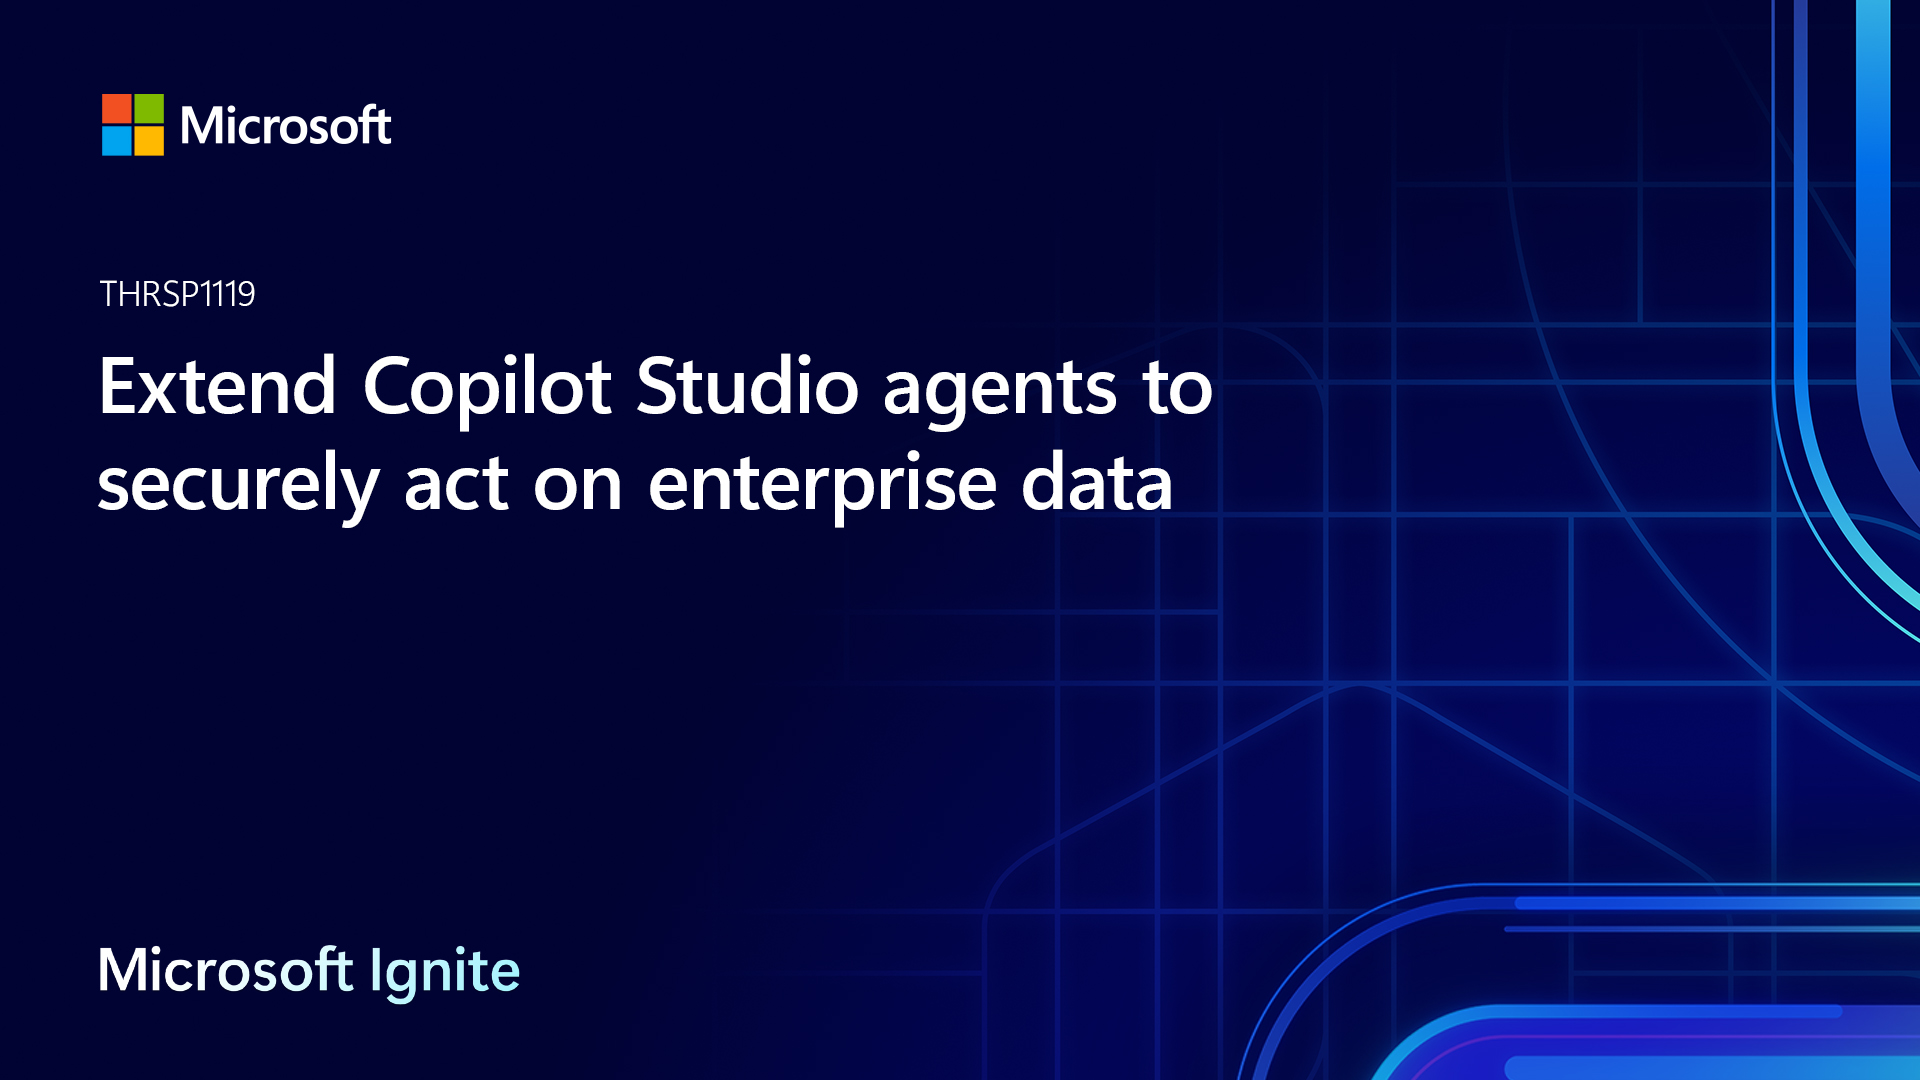 Microsoft
THRSP1119
Extend Copilot Studio agents to
securely act on enterprise data
Microsoft Ignite